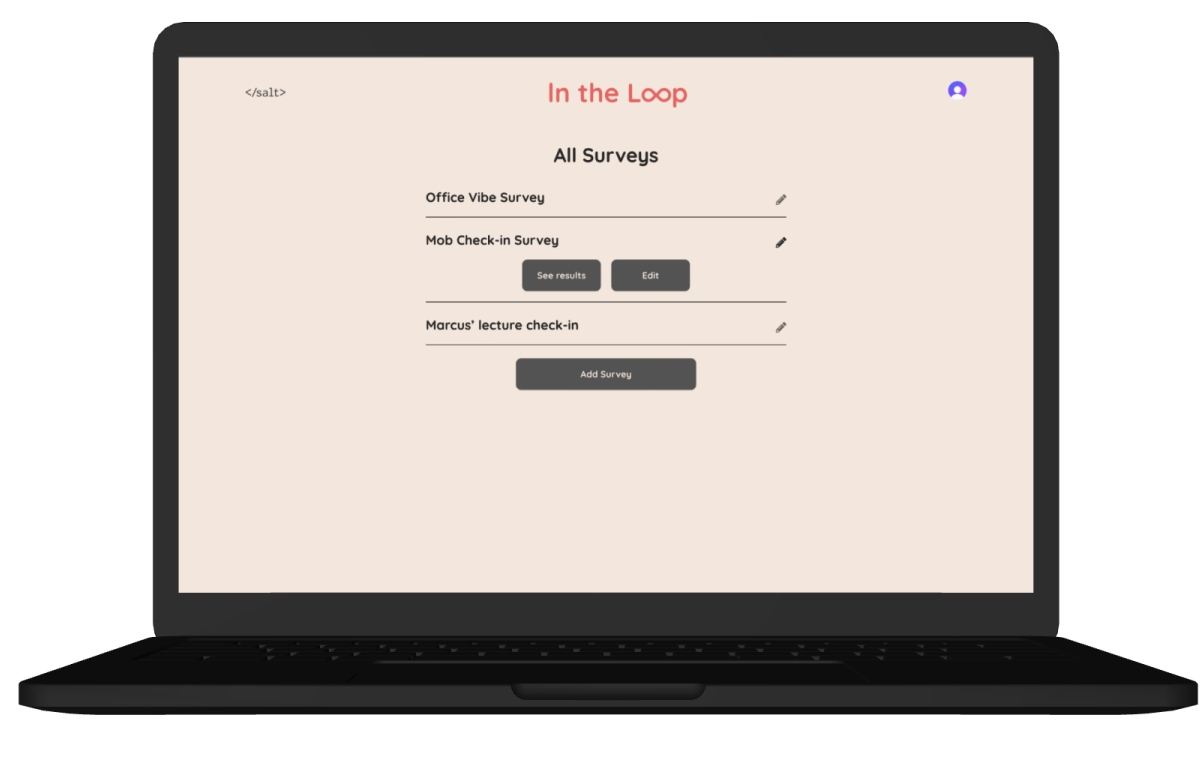 </salt>
In the Loop
All Surveys
Office Vibe Survey
Mob Check-in Survey
See results
Edit
Marcus’ lecture check-in
Add Survey